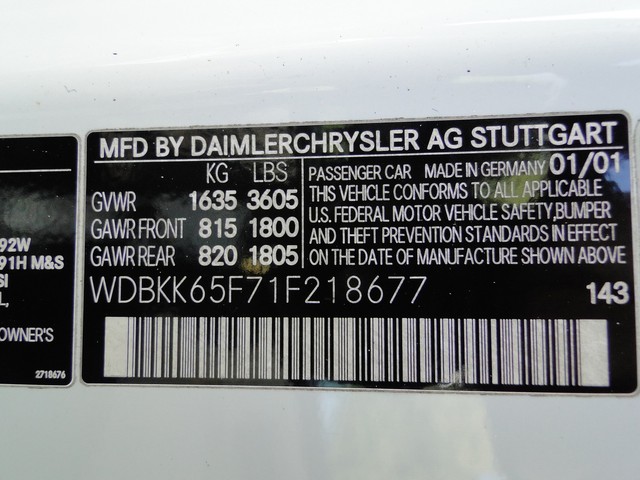 MFD BY DAIMLERCHRYSLER AG STUTTGART
KG LBS
GVWR 1635 3605
GAWR FRONT 815 1800
GAWR REAR 820 1805
PASSENGER CAR MADE IN GERMANY 01/01
THIS VEHICLE CONFORMS TO ALL APPLICABLE
U.S. FEDERAL MOTOR VEHICLE SAFETY, BUMPER
AND THEFT PREVENTION STANDARDS IN EFFECT
ON THE DATE OF MANUFACTURE SHOWN ABOVE
WDBKK65F71F218677 143
92W
91H M&S
SI
L,
OWNER'S
2718676